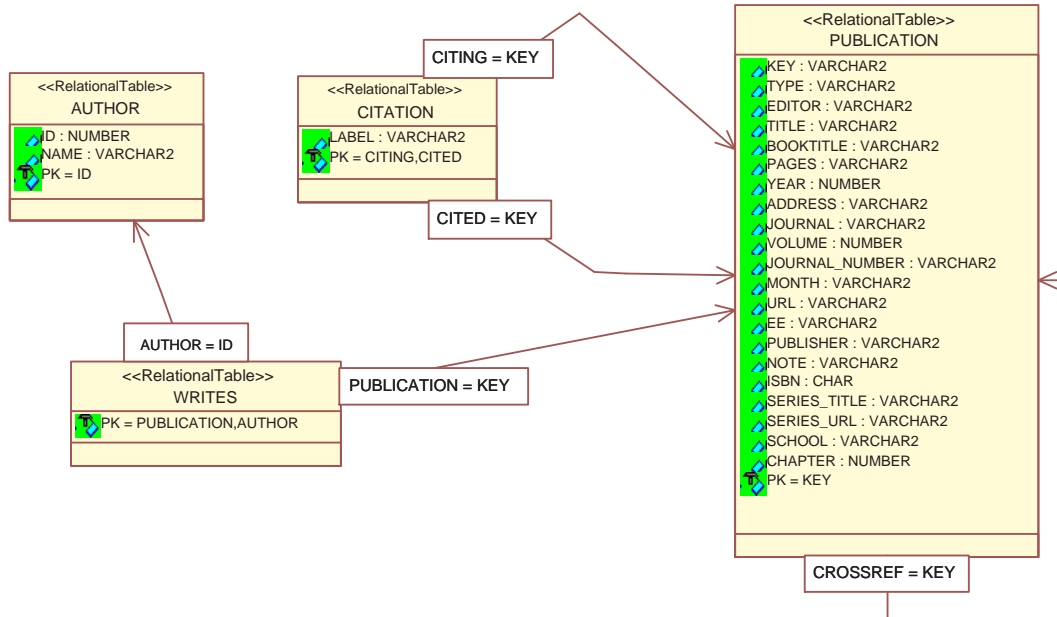 <<RelationalTable>>
AUTHOR
ID : NUMBER
NAME : VARCHAR2
PK = ID
<<RelationalTable>>
CITATION
LABEL : VARCHAR2
PK = CITING,CITED
CITING = KEY
CITED = KEY
<<RelationalTable>>
PUBLICATION
KEY : VARCHAR2
TYPE : VARCHAR2
EDITOR : VARCHAR2
TITLE : VARCHAR2
BOOKTITLE : VARCHAR2
PAGES : VARCHAR2
YEAR : NUMBER
ADDRESS : VARCHAR2
JOURNAL : VARCHAR2
VOLUME : NUMBER
JOURNAL_NUMBER : VARCHAR2
MONTH : VARCHAR2
URL : VARCHAR2
EE : VARCHAR2
PUBLISHER : VARCHAR2
NOTE : VARCHAR2
ISBN : CHAR
SERIES_TITLE : VARCHAR2
SERIES_URL : VARCHAR2
SCHOOL : VARCHAR2
CHAPTER : NUMBER
PK = KEY
AUTHOR = ID
<<RelationalTable>>
WRITES
PK = PUBLICATION,AUTHOR
PUBLICATION = KEY
CROSSREF = KEY